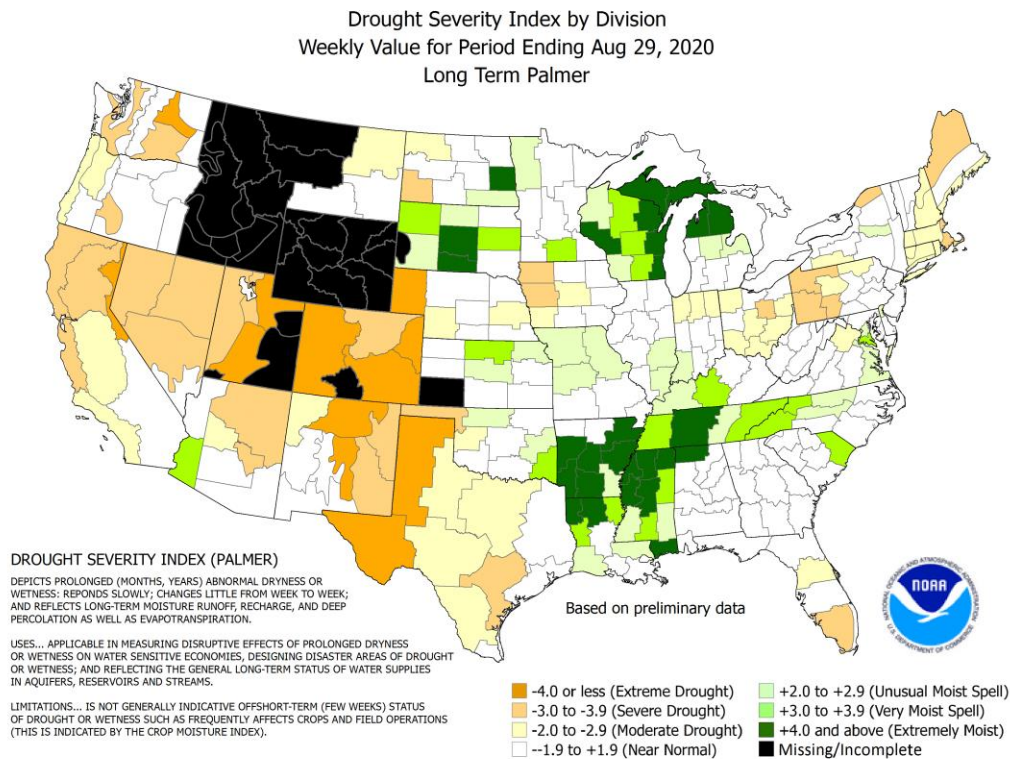 Drought Severity Index by Division
Weekly Value for Period Ending Aug 29, 2020
Long Term Palmer
DROUGHT SEVERITY INDEX (PALMER)
DEPICTS PROLONGED (MONTHS, YEARS) ABNORMAL DRYNESS OR
WETNESS: REPONDS SLOWLY; CHANGES LITTLE FROM WEEK TO WEEK;
AND REFLECTS LONG-TERM MOISTURE RUNOFF, RECHARGE, AND DEEP
PERCOLATION AS WELL AS EVAPOTRANSPIRATION.
USES... APPLICABLE IN MEASURING DISRUPTIVE EFFECTS OF PROLONGED DRYNESS
OR WETNESS ON WATER SENSITIVE ECONOMIES, DESIGNING DISASTER AREAS OF DROUGHT
OR WETNESS; AND REFLECTING THE GENERAL LONG-TERM STATUS OF WATER SUPPLIES
IN AQUIFERS, RESERVOIRS AND STREAMS.
LIMITATIONS... IS NOT GENERALLY INDICATIVE OFFSHORT-TERM (FEW WEEKS) STATUS
OF DROUGHT OR WETNESS SUCH AS FREQUENTLY AFFECTS CROPS AND FIELD OPERATIONS
(THIS IS INDICATED BY THE CROP MOISTURE INDEX).
Based on preliminary data
NATIONAL OCEANIC AND ATMOSPHERIC ADMINISTRATION
NOAA
U.S. DEPARTMENT OF COMMERCE
-4.0 or less (Extreme Drought)
-3.0 to -3.9 (Severe Drought)
-2.0 to -2.9 (Moderate Drought)
--1.9 to +1.9 (Near Normal)
+2.0 to +2.9 (Unusual Moist Spell)
+3.0 to +3.9 (Very Moist Spell)
+4.0 and above (Extremely Moist)
Missing/Incomplete